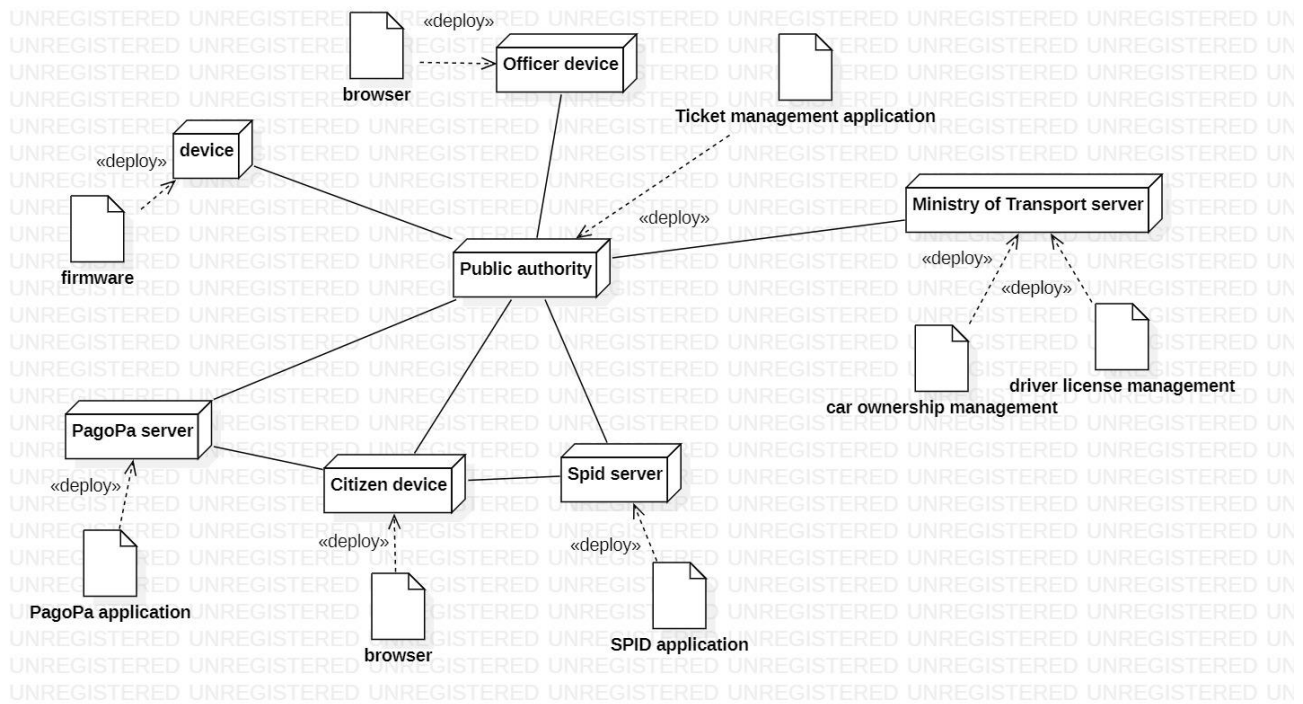 «deploy»
Officer device
browser
Ticket management application
device
«deploy»
firmware
«deploy»
Ministry of Transport server
Public authority
«deploy»
«deploy»
driver license management
car ownership management
PagoPa server
«deploy»
PagoPa application
Citizen device
«deploy»
browser
Spid server
«deploy»
SPID application
UNREGISTERED